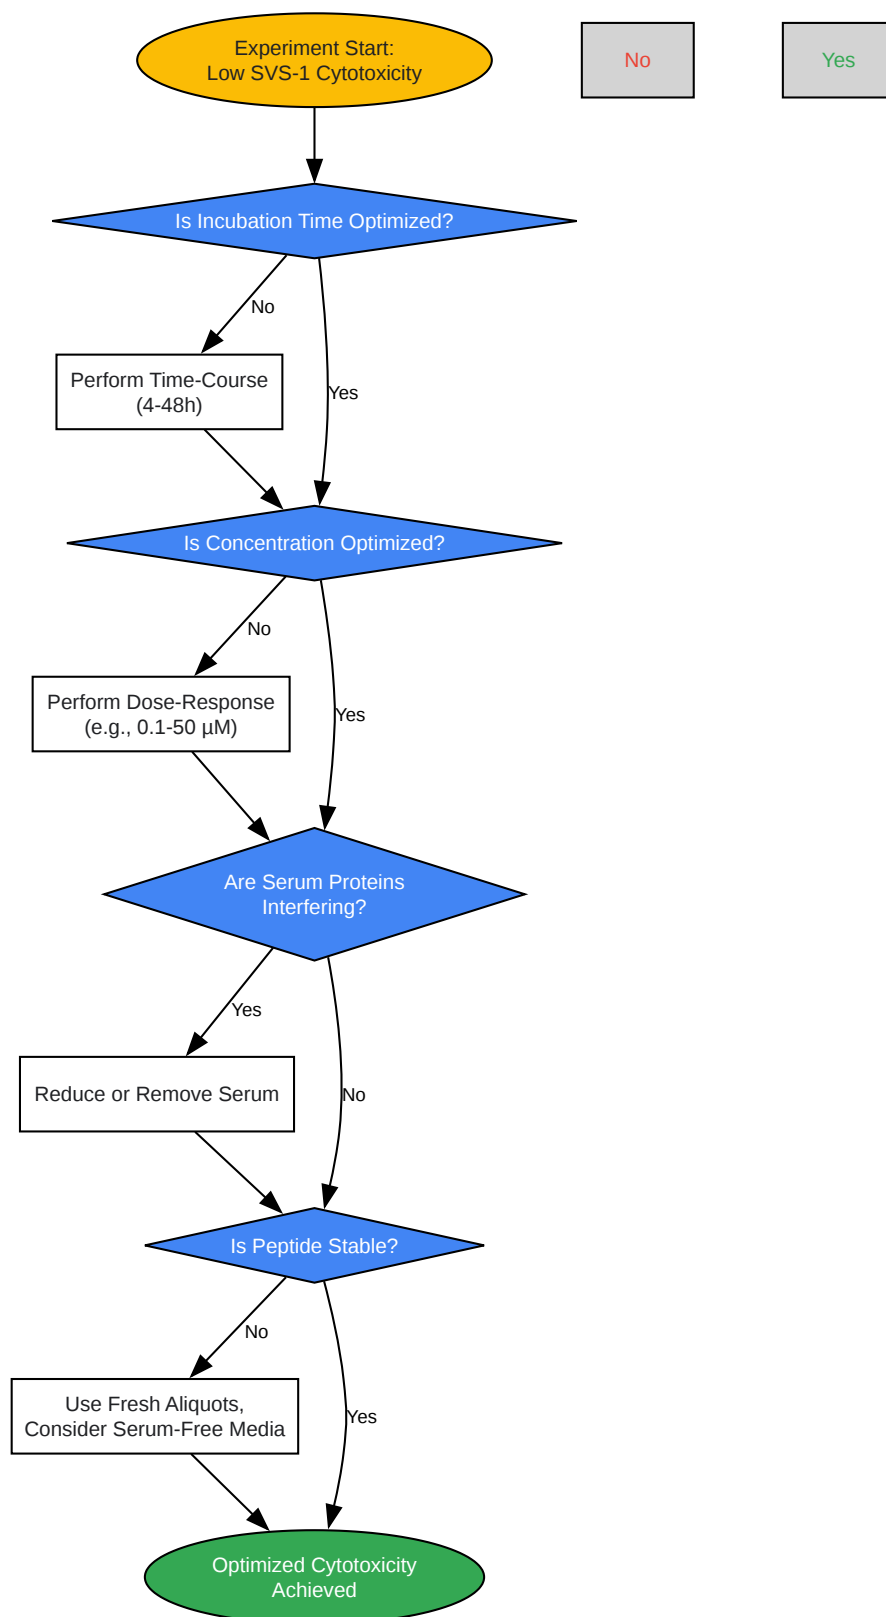 Experiment Start:
Low SVS-1 Cytotoxicity
No
Yes
Is Incubation Time Optimized?
No
Perform Time-Course
(4-48h)
Yes
Is Concentration Optimized?
No
Perform Dose-Response
(e.g., 0.1-50 µM)
Yes
Are Serum Proteins
Interfering?
Yes
Reduce or Remove Serum
No
Is Peptide Stable?
No
Use Fresh Aliquots,
Consider Serum-Free Media
Yes
Optimized Cytotoxicity
Achieved